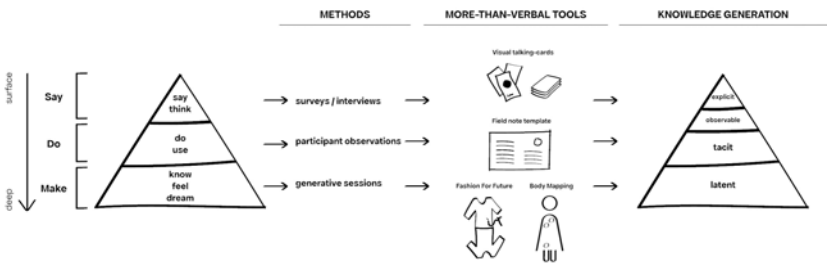 METHODS
MORE-THAN-VERBAL TOOLS
KNOWLEDGE GENERATION
surface
deep
Say
Do
Make
say
think
do
use
know
feel
dream
surveys / interviews
participant observations
generative sessions
Visual talking-cards
Field note template
Fashion For Future
Body Mapping
explicit
observable
tacit
latent